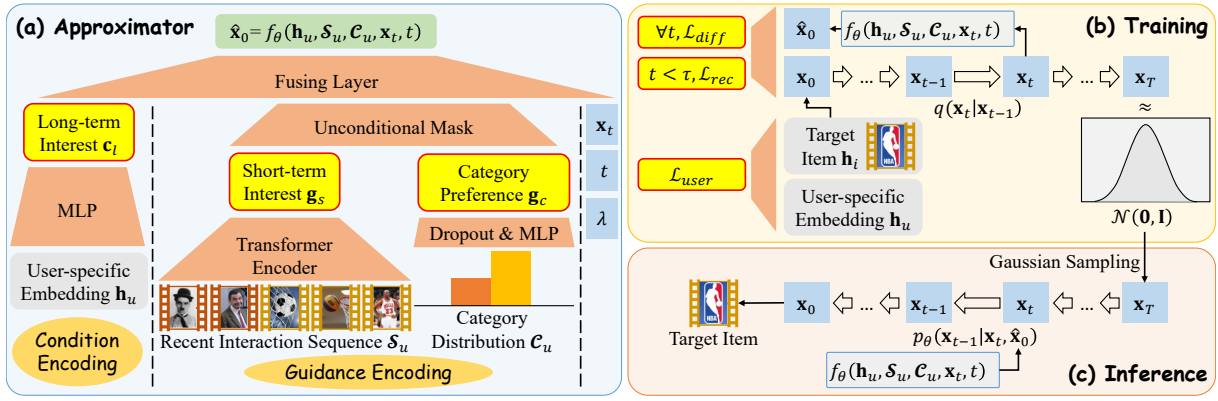 (a) Approximator
x̂₀ = f_θ(h_u, S_u, C_u, x_t, t)
Fusing Layer
Long-term
Interest c_l
Unconditional Mask
x_t
Short-term
Interest g_s
Category
Preference g_c
t
MLP
λ
Dropout & MLP
Transformer
Encoder
User-specific
Embedding h_u
Condition
Encoding
Recent Interaction Sequence S_u
Category
Distribution C_u
Guidance Encoding
(b) Training
∀t, L_diff
x̂₀
f_θ(h_u, S_u, C_u, x_t, t)
t < τ, L_rec
x₀
...
x_{t−1}
x_t
...
x_T
q(x_t|x_{t−1})
≈
Target
Item h_i
NBA
L_user
User-specific
Embedding h_u
N(0, I)
Gaussian Sampling
NBA
Target Item
x₀
...
x_{t−1}
x_t
...
x_T
p_θ(x_{t−1}|x_t, x̂₀)
f_θ(h_u, S_u, C_u, x_t, t)
(c) Inference